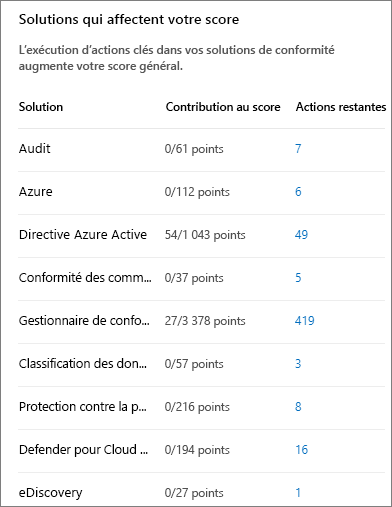 Solutions qui affectent votre score
L'exécution d'actions clés dans vos solutions de conformité
augmente votre score général.
Solution Contribution au score Actions restantes
Audit 0/61 points 7
Azure 0/112 points 6
Directive Azure Active 54/1 043 points 49
Conformité des comm... 0/37 points 5
Gestionnaire de confo... 27/3 378 points 419
Classification des don... 0/57 points 3
Protection contre la p... 0/216 points 8
Defender pour Cloud ... 0/194 points 16
eDiscovery 0/27 points 1